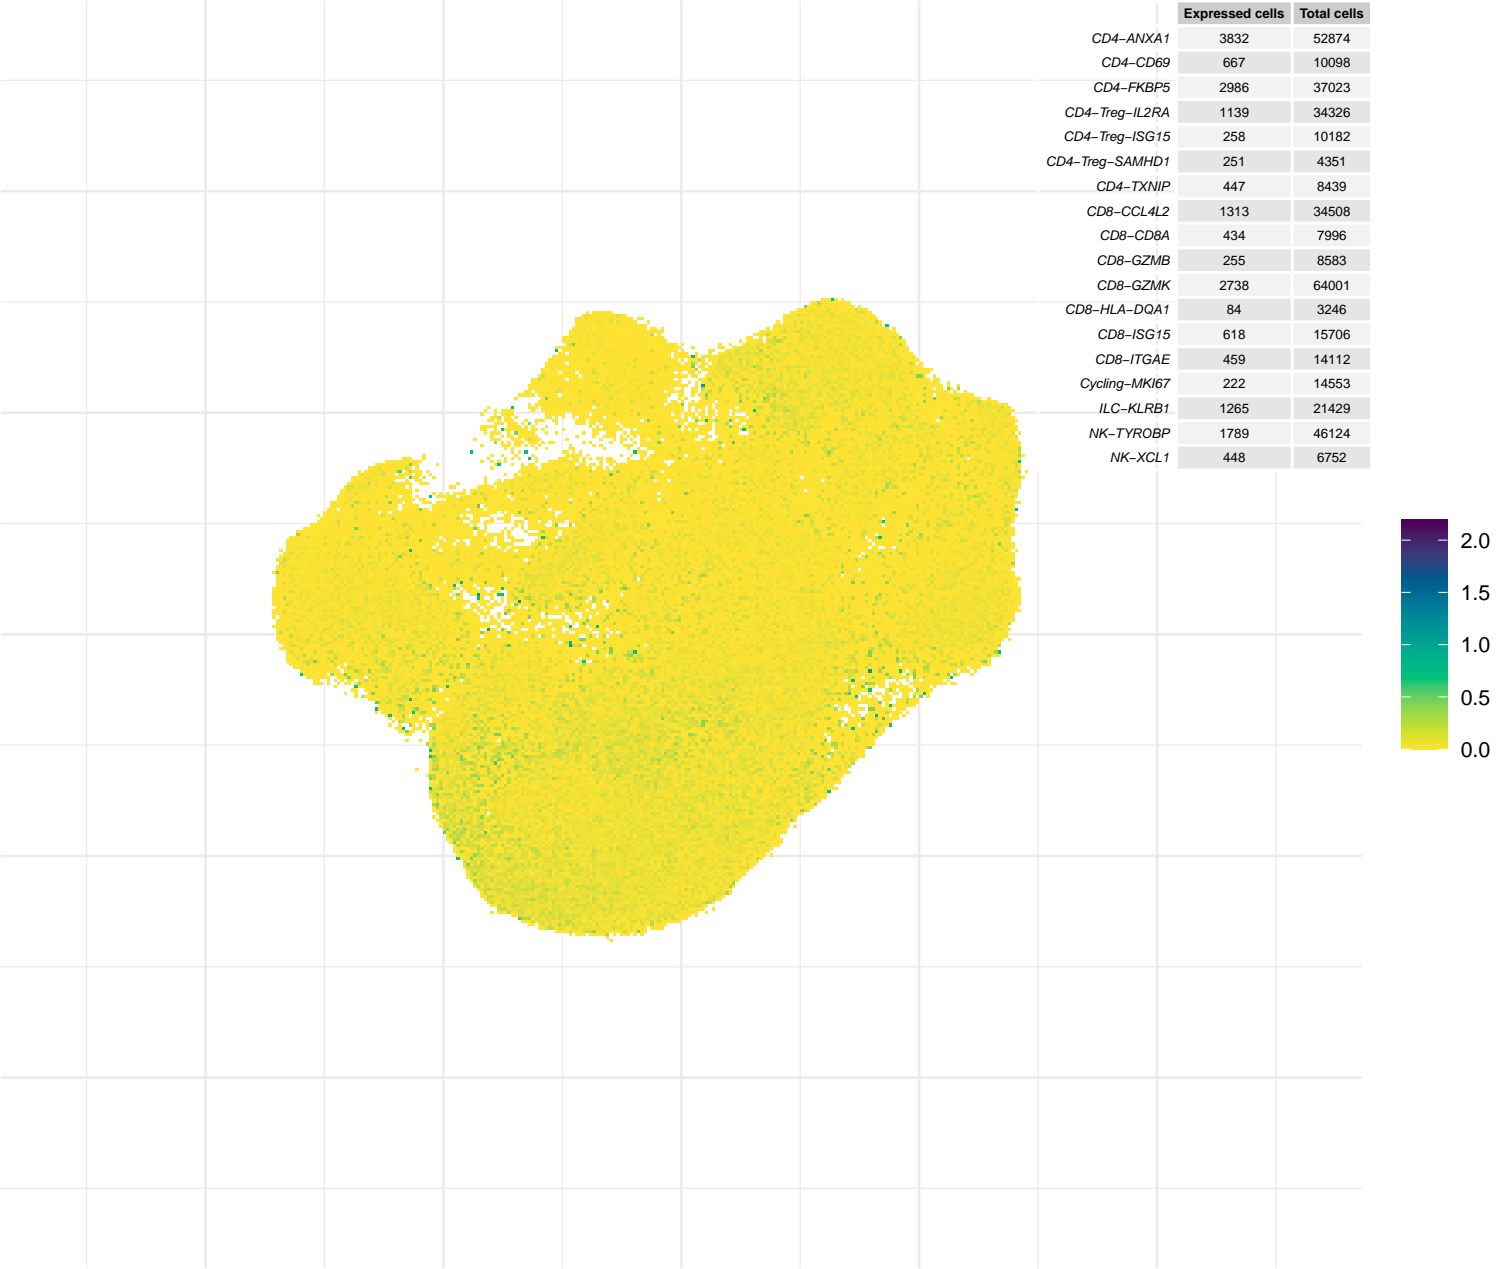 Expressed cells Total cells
CD4−ANXA1 3832 52874
CD4−CD69 667 10098
CD4−FKBP5 2986 37023
CD4−Treg−IL2RA 1139 34326
CD4−Treg−ISG15 258 10182
CD4−Treg−SAMHD1 251 4351
CD4−TXNIP 447 8439
CD8−CCL4L2 1313 34508
CD8−CD8A 434 7996
CD8−GZMB 255 8583
CD8−GZMK 2738 64001
CD8−HLA−DQA1 84 3246
CD8−ISG15 618 15706
CD8−ITGAE 459 14112
Cycling−MKI67 222 14553
ILC−KLRB1 1265 21429
NK−TYROBP 1789 46124
NK−XCL1 448 6752
2.0
1.5
1.0
0.5
0.0